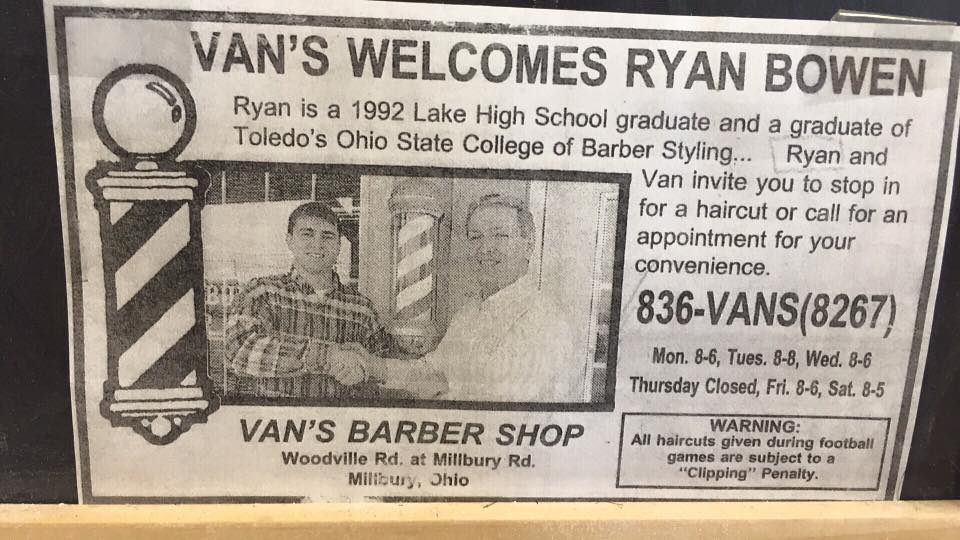 VAN'S WELCOMES RYAN BOWEN
Ryan is a 1992 Lake High School graduate and a graduate of
Toledo's Ohio State College of Barber Styling... Ryan and
Van invite you to stop in
for a haircut or call for an
appointment for your
convenience.
836-VANS(8267)
Mon. 8-6, Tues. 8-8, Wed. 8-6
Thursday Closed, Fri. 8-6, Sat. 8-5
VAN'S BARBER SHOP
Woodville Rd. at Millbury Rd.
Millbury, Ohio
WARNING:
All haircuts given during football
games are subject to a
"Clipping" Penalty.